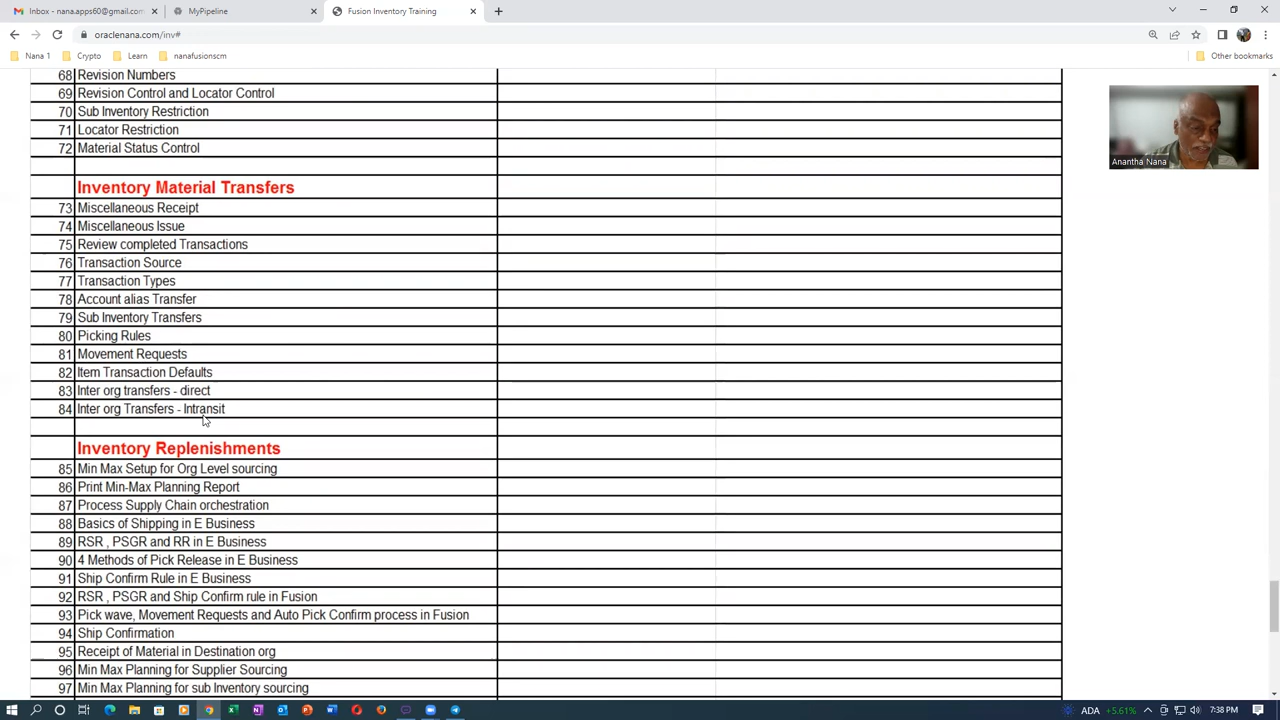 Inbox - nana.apps60@gmail.com
MyPipeline
Fusion Inventory Training
oraclenana.com/inv#
Nana 1
Crypto
Learn
nanafusionscm
Other bookmarks
68 Revision Numbers
69 Revision Control and Locator Control
70 Sub Inventory Restriction
71 Locator Restriction
72 Material Status Control
Inventory Material Transfers
73 Miscellaneous Receipt
74 Miscellaneous Issue
75 Review completed Transactions
76 Transaction Source
77 Transaction Types
78 Account alias Transfer
79 Sub Inventory Transfers
80 Picking Rules
81 Movement Requests
82 Item Transaction Defaults
83 Inter org transfers - direct
84 Inter org Transfers - Intransit
Inventory Replenishments
85 Min Max Setup for Org Level sourcing
86 Print Min-Max Planning Report
87 Process Supply Chain orchestration
88 Basics of Shipping in E Business
89 RSR , PSGR and RR in E Business
90 4 Methods of Pick Release in E Business
91 Ship Confirm Rule in E Business
92 RSR , PSGR and Ship Confirm rule in Fusion
93 Pick wave, Movement Requests and Auto Pick Confirm process in Fusion
94 Ship Confirmation
95 Receipt of Material in Destination org
96 Min Max Planning for Supplier Sourcing
97 Min Max Planning for sub Inventory sourcing
Anantha Nana
ADA +5.61%
7:38 PM